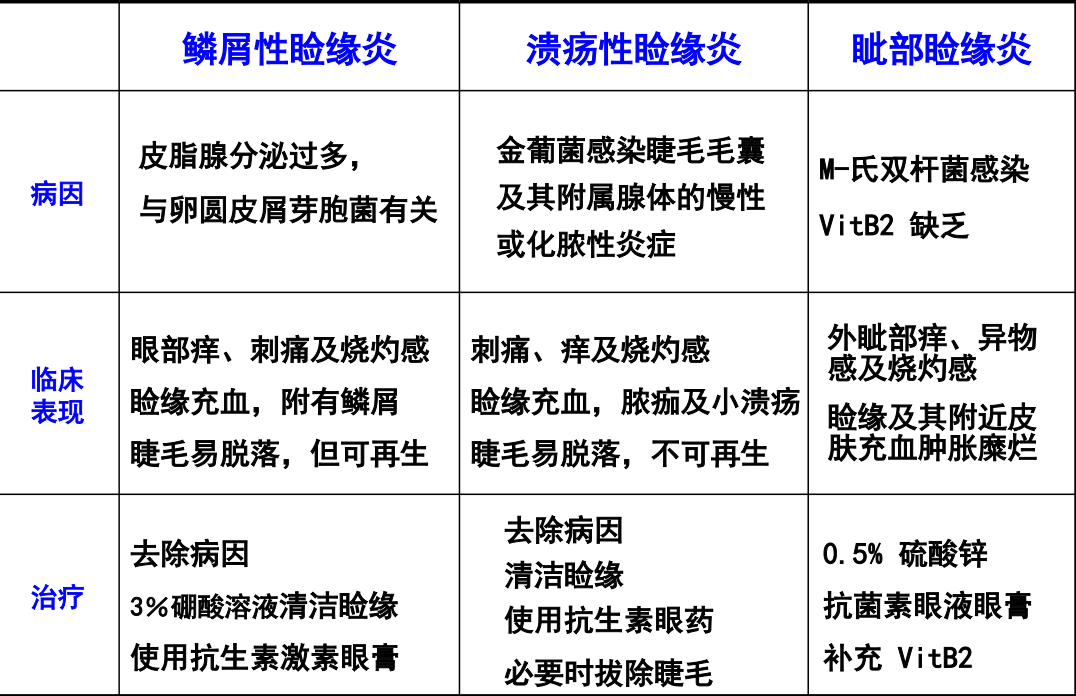 鳞屑性睑缘炎 溃疡性睑缘炎 眦部睑缘炎
病因
皮脂腺分泌过多，
与卵圆皮屑芽胞菌有关
金葡菌感染睫毛毛囊
及其附属腺体的慢性
或化脓性炎症
M-氏双杆菌感染
VitB2 缺乏
临床
表现
眼部痒、刺痛及烧灼感
睑缘充血，附有鳞屑
睫毛易脱落，但可再生
刺痛、痒及烧灼感
睑缘充血，脓痂及小溃疡
睫毛易脱落，不可再生
外眦部痒、异物
感及烧灼感
睑缘及其附近皮
肤充血肿胀糜烂
治疗
去除病因
3%硼酸溶液清洁睑缘
使用抗生素激素眼膏
去除病因
清洁睑缘
使用抗生素眼药
必要时拔除睫毛
0.5% 硫酸锌
抗菌素眼液眼膏
补充 VitB2